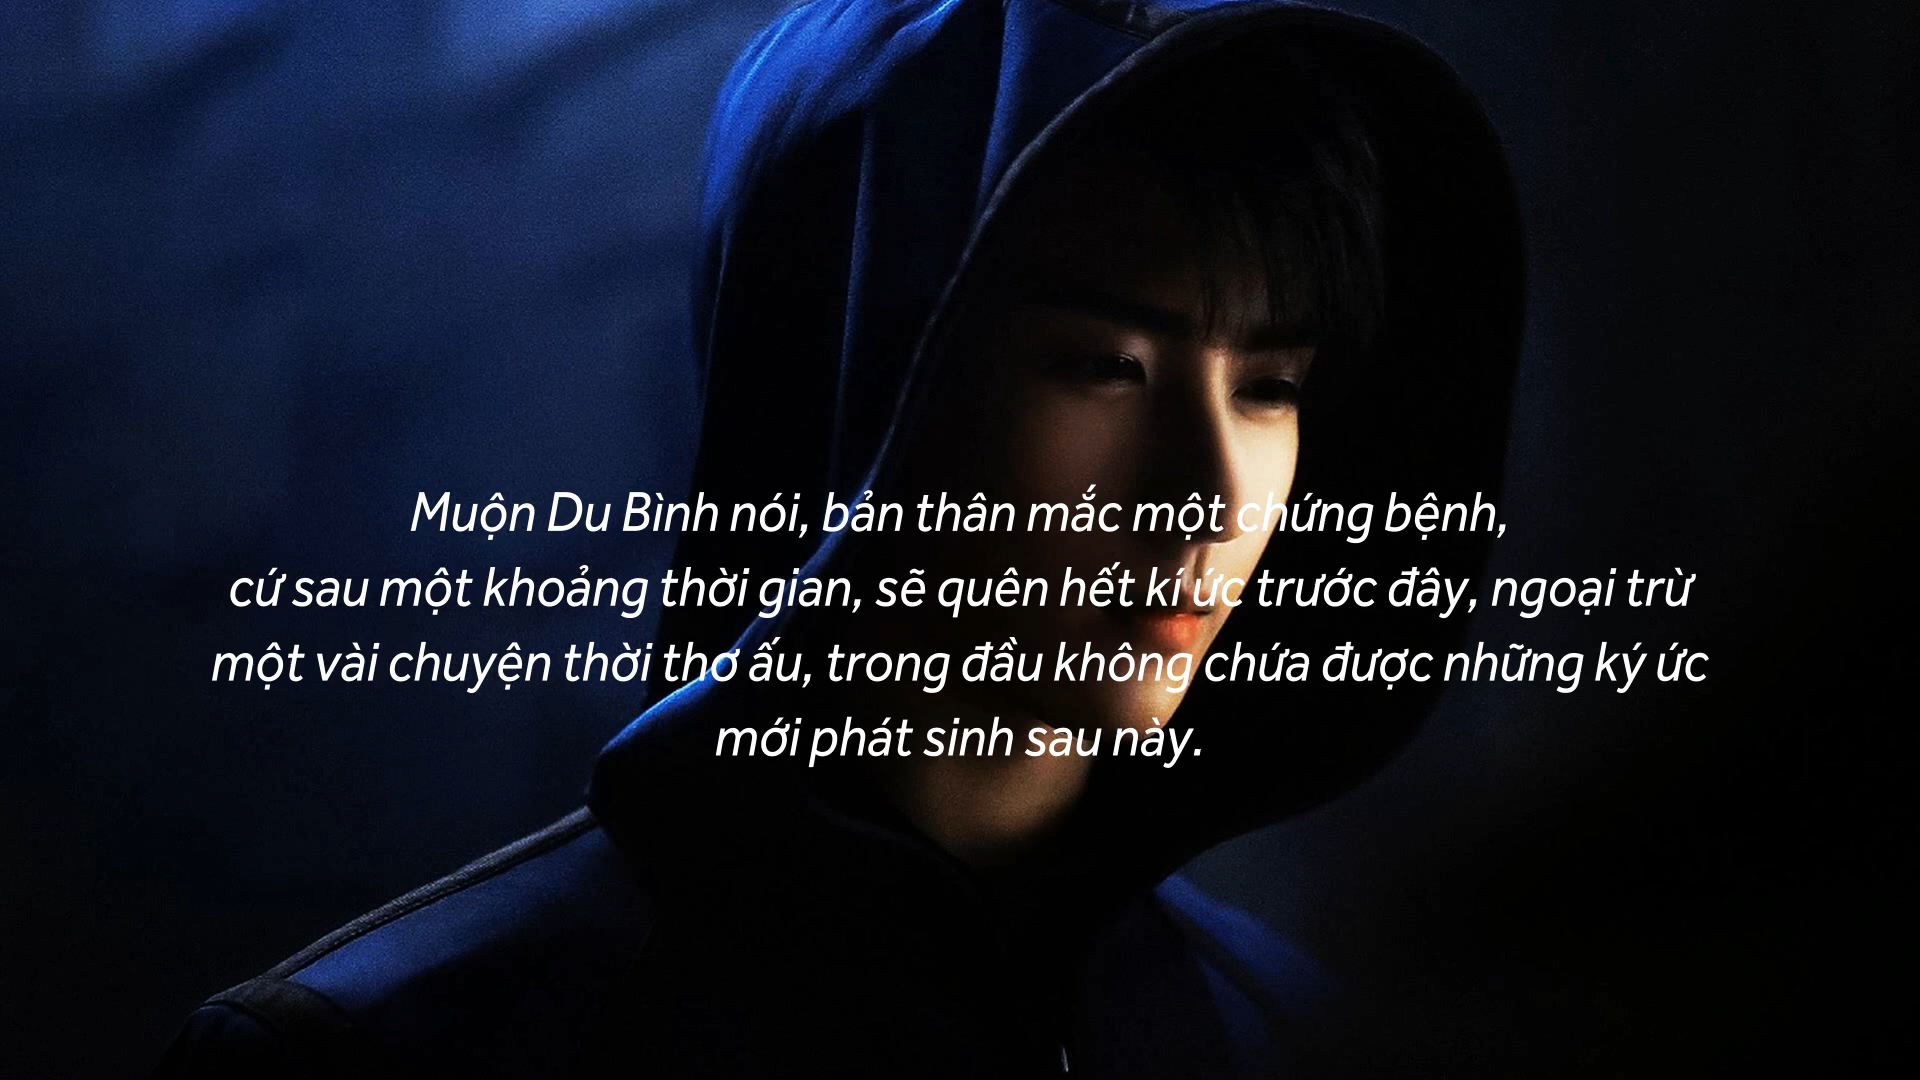 Muộn Du Bình nói, bản thân mắc một chứng bệnh,
cứ sau một khoảng thời gian, sẽ quên hết kí ức trước đây, ngoại trừ
một vài chuyện thời thơ ấu, trong đầu không chứa được những ký ức
mới phát sinh sau này.